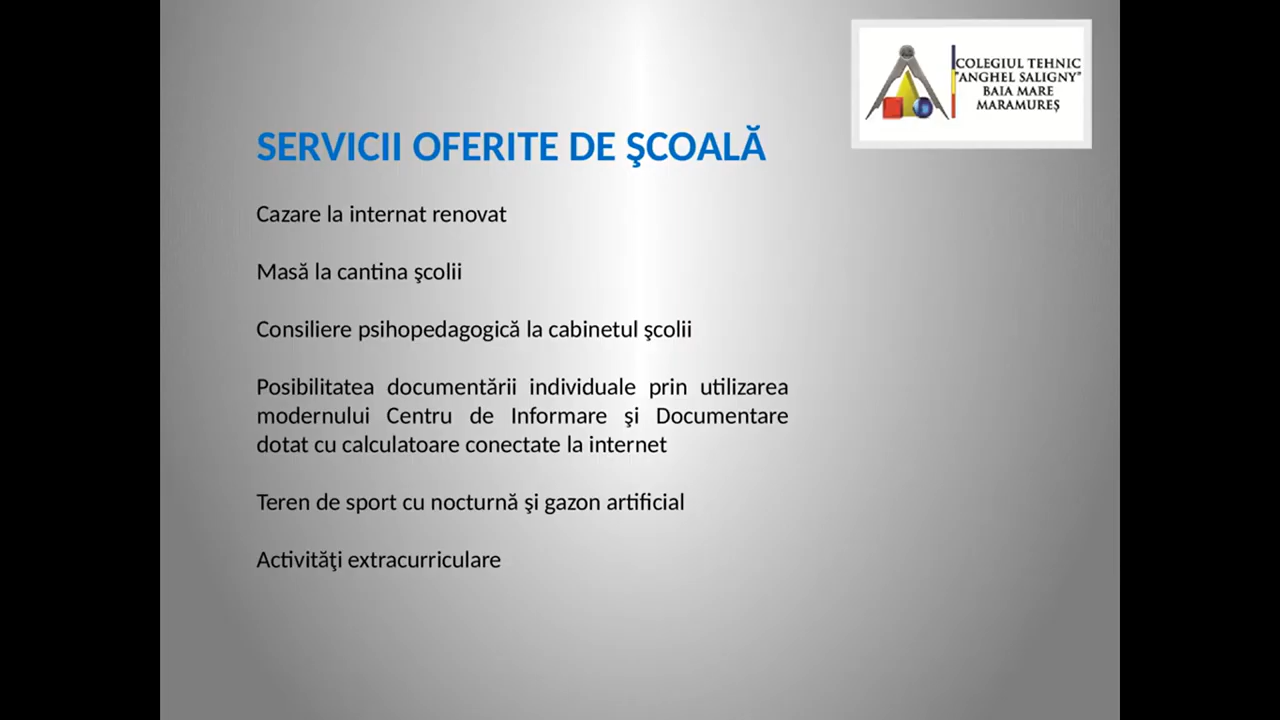 COLEGIUL TEHNIC
"ANGHEL SALIGNY"
BAIA MARE
MARAMUREŞ
SERVICII OFERITE DE ŞCOALĂ
Cazare la internat renovat
Masă la cantina şcolii
Consiliere psihopedagogică la cabinetul şcolii
Posibilitatea documentării individuale prin utilizarea
modernului Centru de Informare şi Documentare
dotat cu calculatoare conectate la internet
Teren de sport cu nocturnă şi gazon artificial
Activităţi extracurriculare